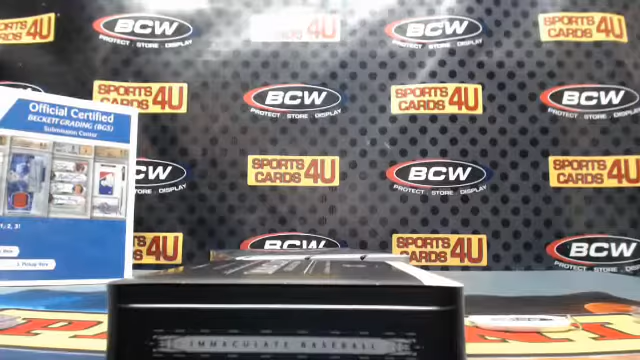 SPORTS
CARDS 4U
BCW
PROTECT . STORE . DISPLAY
CARDS 4U
BCW
PROTECT . STORE . DISPLAY
SPORTS
CARDS 4U
SPORTS
CARDS 4U
BCW
PROTECT . STORE . DISPLAY
SPORTS
CARDS 4U
BCW
PROTECT . STORE . DISPLAY
Official Certified
BECKETT GRADING (BGS)
Submission Center
BCW
PROTECT . STORE . DISPLAY
SPORTS
CARDS 4U
BCW
PROTECT . STORE . DISPLAY
SPORTS
CARDS 4U
4U
BCW
SPORTS
CARDS 4U
BCW
PROTECT . STORE . DISPLAY
IMMACULATE BASEBALL